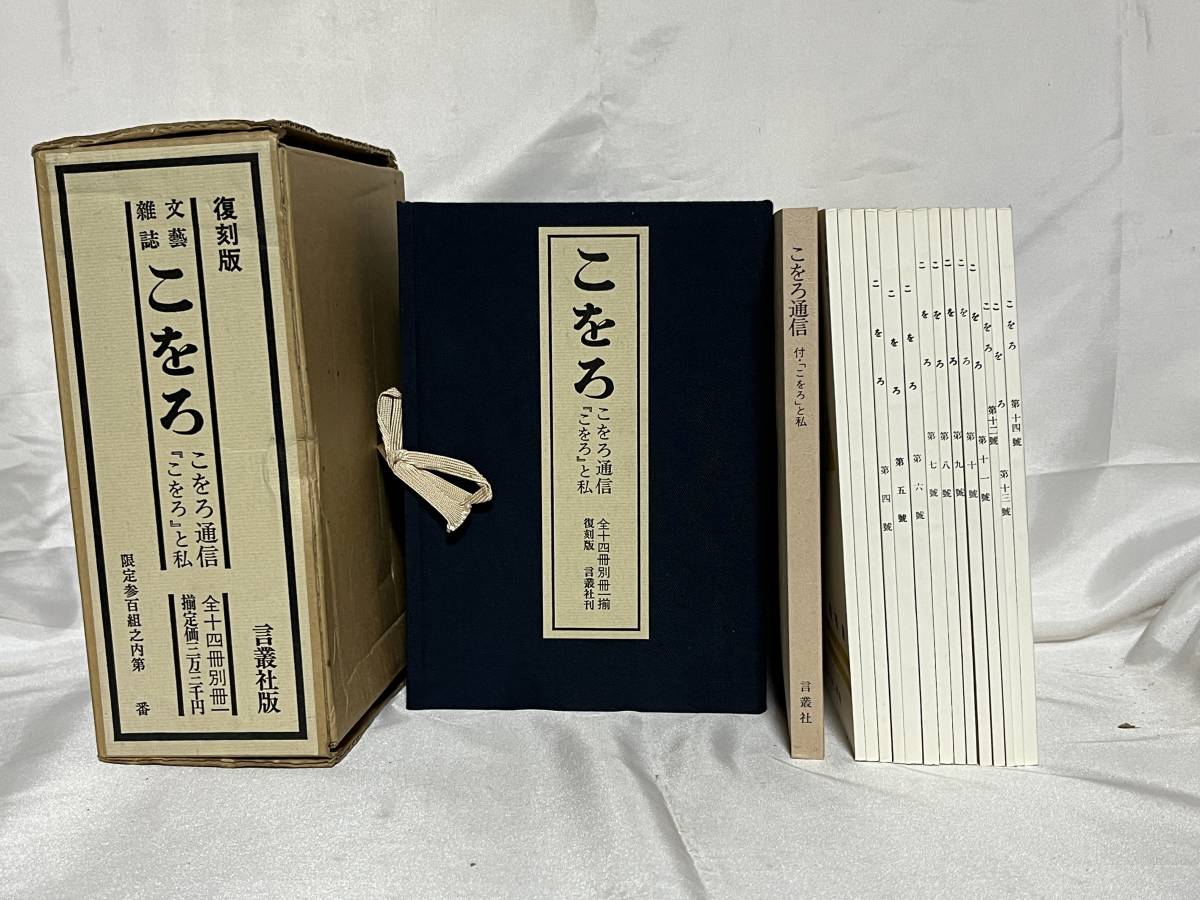 復刻版
文藝
雑誌
こをろ
こをろ通信
『こをろ』と私
全十四冊別冊一
揃定価三万三千円
限定参百組之内第　番
言叢社版
こをろ
こをろ通信
『こをろ』と私
全十四冊別冊一揃
復刻版　言叢社刊
こをろ通信
付・「こをろ」と私
言叢社
こをろ　第四號
こをろ　第五號
こをろ　第六號
こをろ　第七號
こをろ　第八號
こをろ　第九號
こをろ　第十號
こをろ　第十一號
こをろ　第十二號
こをろ　第十三號
こをろ　第十四號